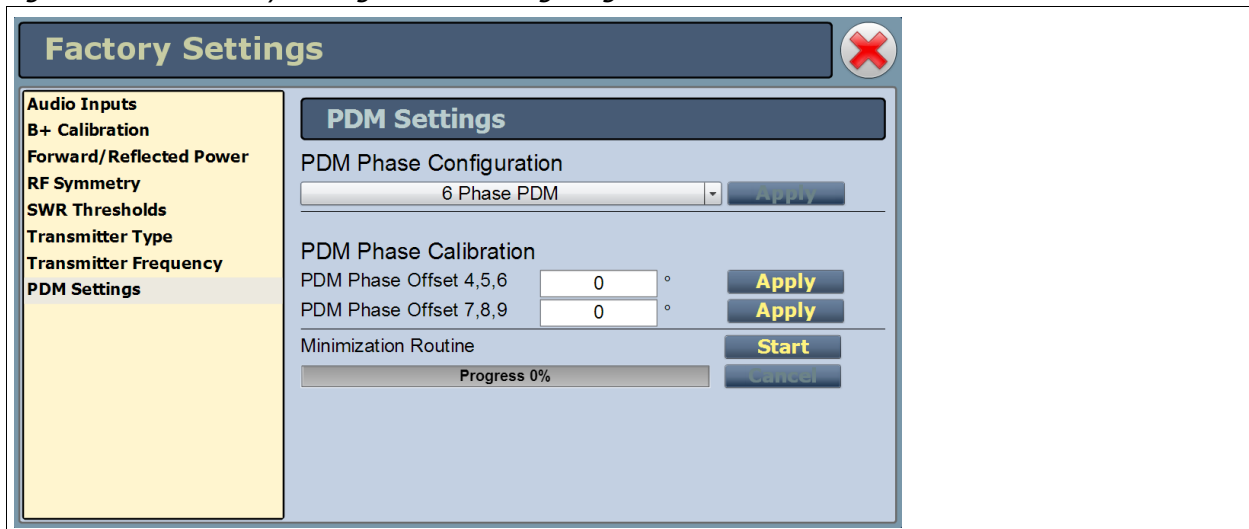 Factory Settings
Audio Inputs
B+ Calibration
Forward/Reflected Power
RF Symmetry
SWR Thresholds
Transmitter Type
Transmitter Frequency
PDM Settings
PDM Settings
PDM Phase Configuration
6 Phase PDM Apply
PDM Phase Calibration
PDM Phase Offset 4,5,6 0 ° Apply
PDM Phase Offset 7,8,9 0 ° Apply
Minimization Routine Start
Progress 0% Cancel